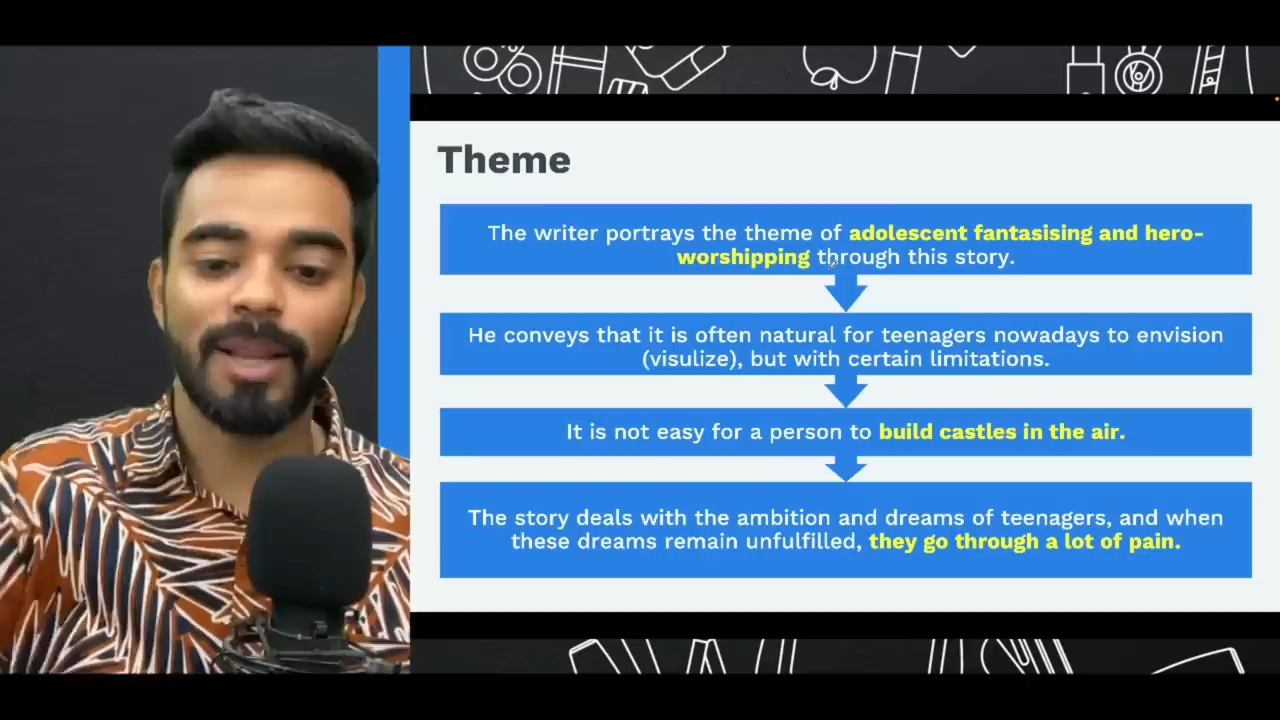 Theme
The writer portrays the theme of adolescent fantasising and hero-
worshipping through this story.
He conveys that it is often natural for teenagers nowadays to envision
(visulize), but with certain limitations.
It is not easy for a person to build castles in the air.
The story deals with the ambition and dreams of teenagers, and when
these dreams remain unfulfilled, they go through a lot of pain.